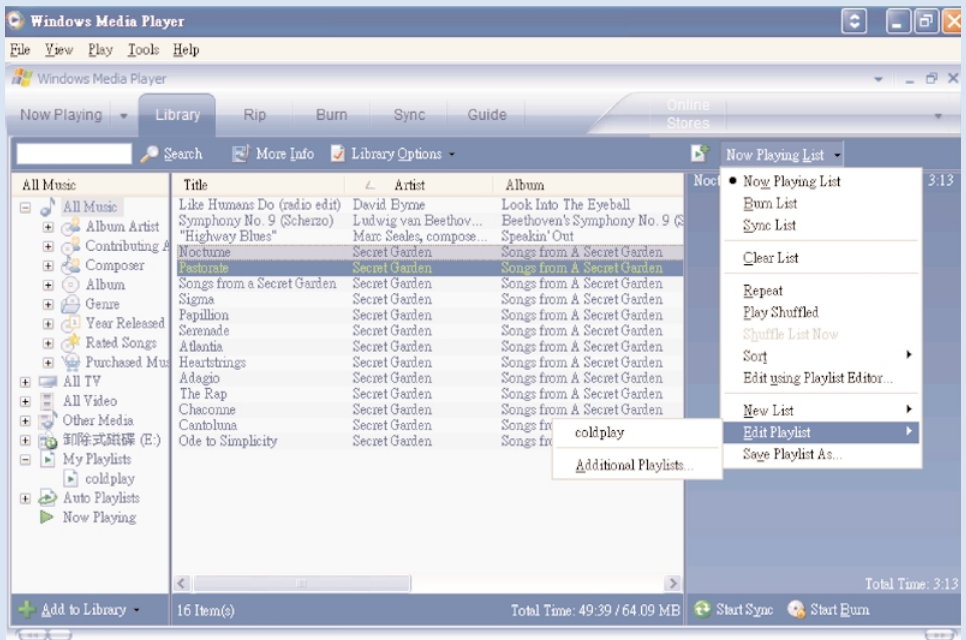 Windows Media Player
File View Play Tools Help
Windows Media Player
Now Playing Library Rip Burn Sync Guide Online Stores
Search More Info Library Options Now Playing List
All Music
All Music
Album Artist
Contributing A
Composer
Album
Genre
Year Released
Rated Songs
Purchased Mu
All TV
All Video
Other Media
卸除式磁碟 (E:)
My Playlists
coldplay
Auto Playlists
Now Playing
Title Artist Album
Like Humans Do (radio edit) David Byrne Look Into The Eyeball
Symphony No. 9 (Scherzo) Ludwig van Beethov... Beethoven's Symphony No. 9 (S
"Highway Blues" Marc Seales, compose... Speakin' Out
Nocturne Secret Garden Songs from A Secret Garden
Pastorale Secret Garden Songs from A Secret Garden
Songs from a Secret Garden Secret Garden Songs from A Secret Garden
Sigma Secret Garden Songs from A Secret Garden
Papillion Secret Garden Songs from A Secret Garden
Serenade Secret Garden Songs from A Secret Garden
Atlantia Secret Garden Songs from A Secret Garden
Heartstrings Secret Garden Songs from A Secret Garden
Adagio Secret Garden Songs from A Secret Garden
The Rap Secret Garden Songs from A Secret Garden
Chaconne Secret Garden Songs from A Secret Garden
Cantoluna Secret Garden Songs fr
Ode to Simplicity Secret Garden Songs fr
Noct 3:13
Now Playing List
Burn List
Sync List
Clear List
Repeat
Play Shuffled
Shuffle List Now
Sort
Edit using Playlist Editor...
New List
Edit Playlist
Save Playlist As...
coldplay
Additional Playlists...
Total Time: 3:13
Add to Library 16 Item(s) Total Time: 49:39 / 64.09 MB Start Sync Start Burn